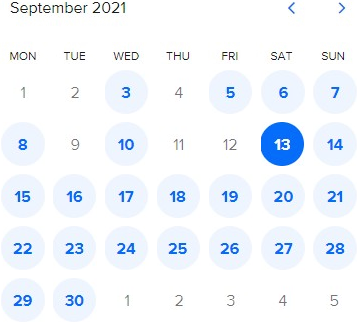 September 2021
MON TUE WED THU FRI SAT SUN
1 2 3 4 5 6 7
8 9 10 11 12 13 14
15 16 17 18 19 20 21
22 23 24 25 26 27 28
29 30 1 2 3 4 5